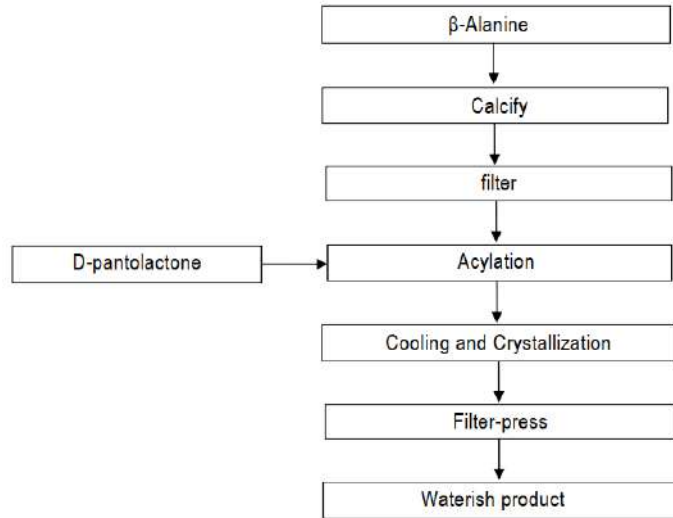 β-Alanine
Calcify
filter
D-pantolactone
Acylation
Cooling and Crystallization
Filter-press
Waterish product